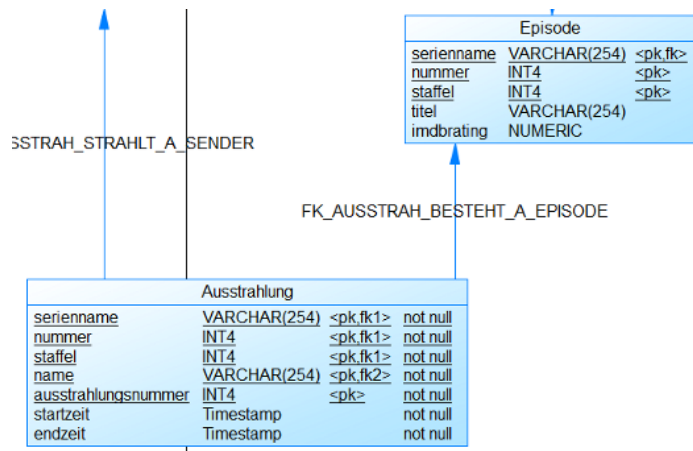 Episode
serienname VARCHAR(254) <pk,fk>
nummer INT4 <pk>
staffel INT4 <pk>
titel VARCHAR(254)
imdbrating NUMERIC
SSTRAH_STRAHLT_A_SENDER
FK_AUSSTRAH_BESTEHT_A_EPISODE
Ausstrahlung
serienname VARCHAR(254) <pk,fk1> not null
nummer INT4 <pk,fk1> not null
staffel INT4 <pk,fk1> not null
name VARCHAR(254) <pk,fk2> not null
ausstrahlungsnummer INT4 <pk> not null
startzeit Timestamp not null
endzeit Timestamp not null